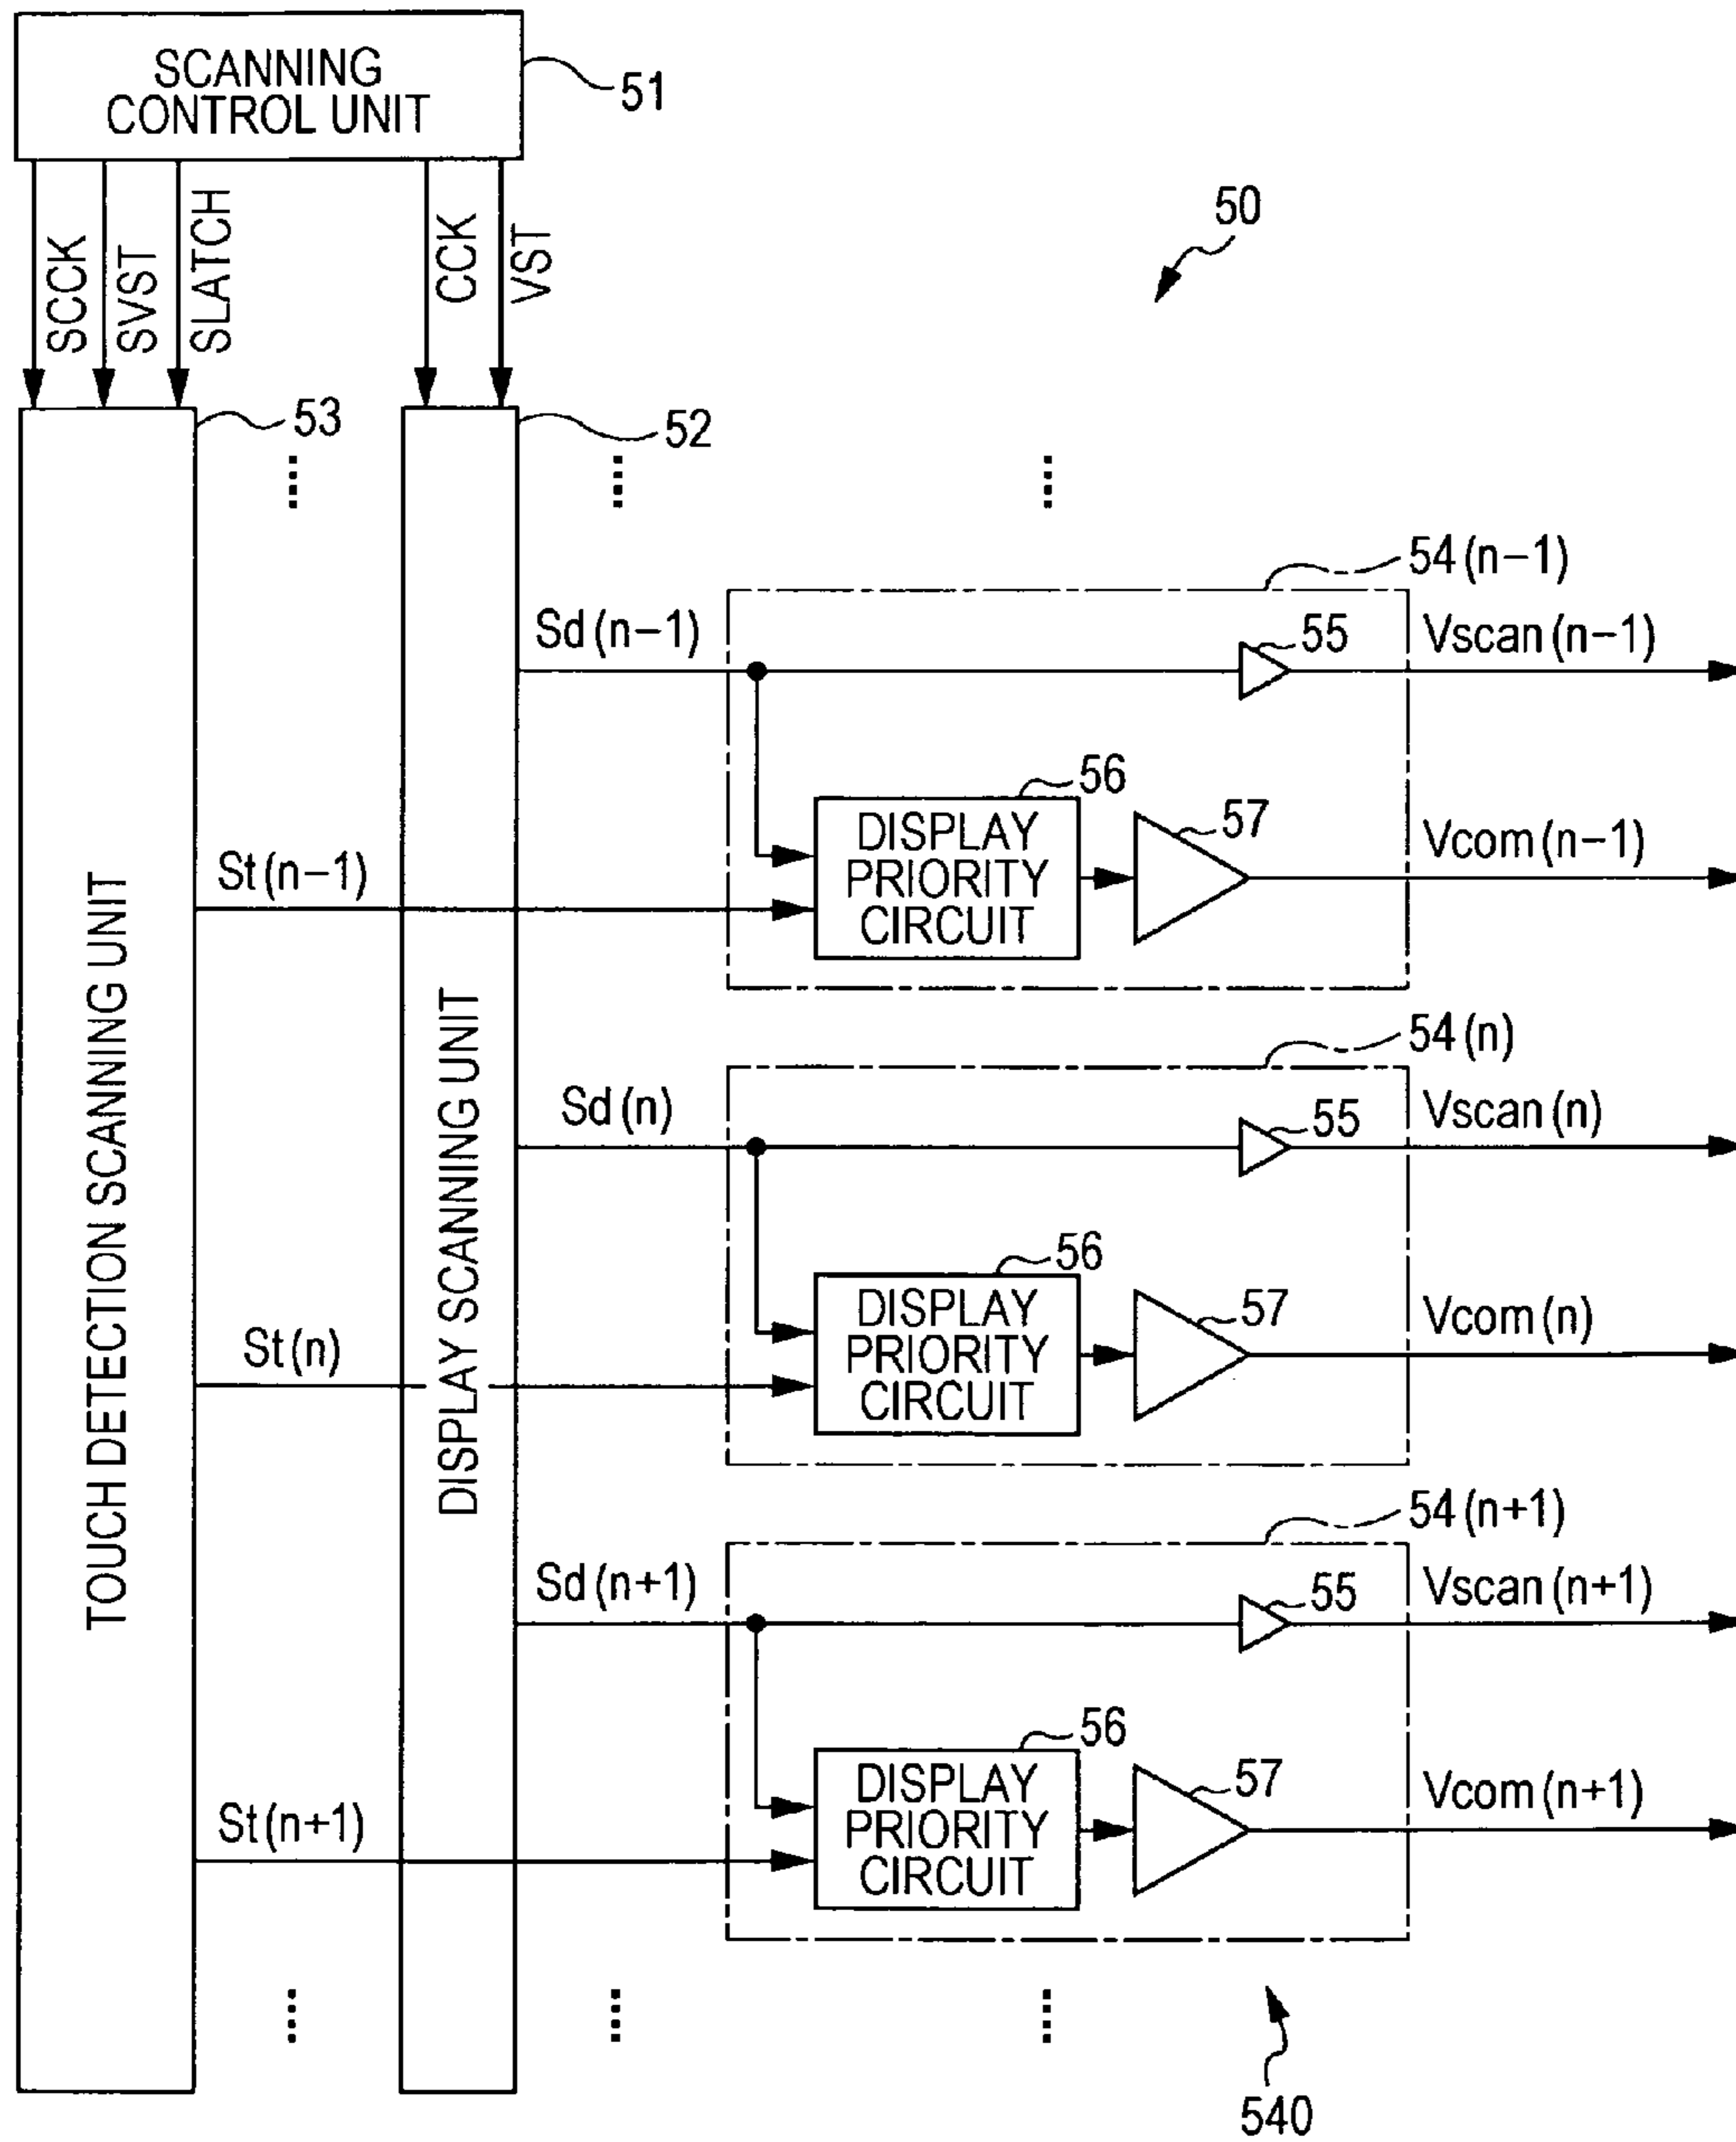 SCANNING
CONTROL UNIT
51
SCCK
SVST
SLATCH
CCK
VST
50
53
52
54(n−1)
Sd(n−1)
55
Vscan(n−1)
56
57
Vcom(n−1)
DISPLAY
PRIORITY
CIRCUIT
St(n−1)
TOUCH DETECTION SCANNING UNIT
DISPLAY SCANNING UNIT
54(n)
Sd(n)
55
Vscan(n)
56
57
Vcom(n)
DISPLAY
PRIORITY
CIRCUIT
St(n)
54(n+1)
Sd(n+1)
55
Vscan(n+1)
56
57
Vcom(n+1)
DISPLAY
PRIORITY
CIRCUIT
St(n+1)
540